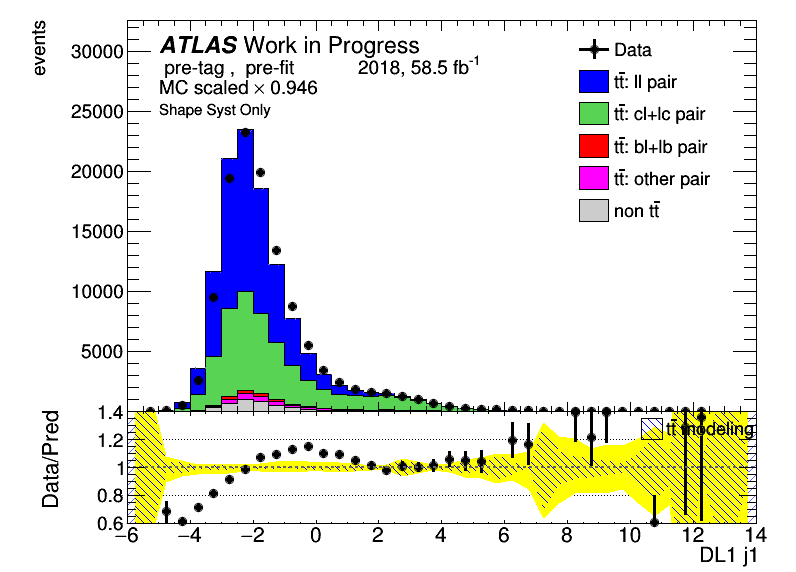 events
30000
25000
20000
15000
10000
5000
ATLAS Work in Progress
pre-tag , pre-fit 2018, 58.5 fb⁻¹
MC scaled × 0.946
Shape Syst Only
Data
tt̄: ll pair
tt̄: cl+lc pair
tt̄: bl+lb pair
tt̄: other pair
non tt̄
Data/Pred
1.4
1.2
1
0.8
0.6
tt̄ modeling
−6 −4 −2 0 2 4 6 8 10 12 14
DL1 j1